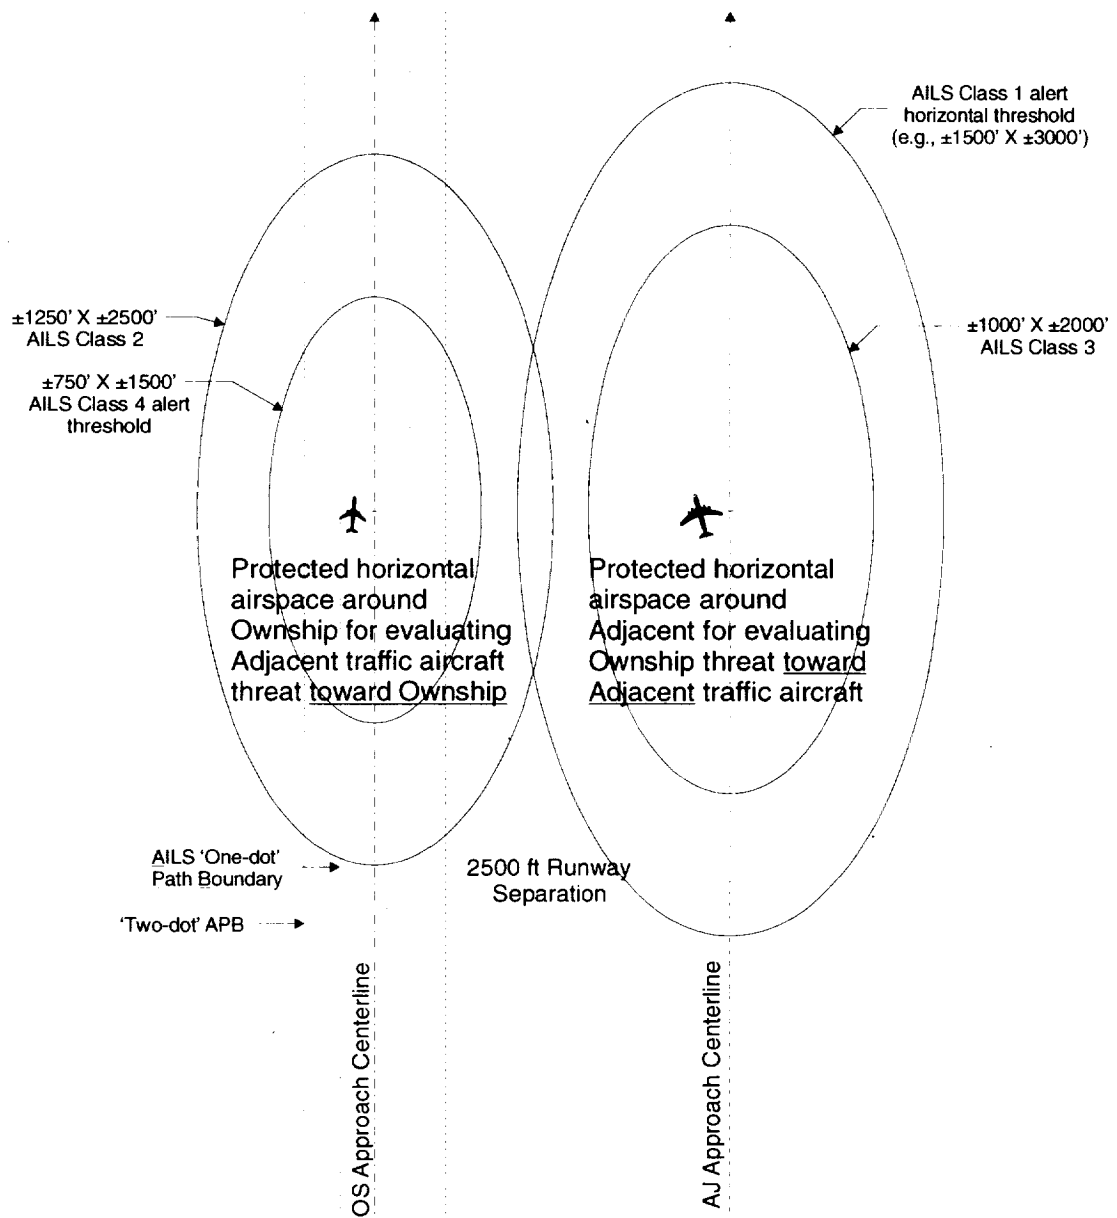 AILS Class 1 alert
horizontal threshold
(e.g., ±1500' X ±3000')
±1250' X ±2500'
AILS Class 2
±1000' X ±2000'
AILS Class 3
±750' X ±1500'
AILS Class 4 alert
threshold
Protected horizontal
airspace around
Ownship for evaluating
Adjacent traffic aircraft
threat toward Ownship
Protected horizontal
airspace around
Adjacent for evaluating
Ownship threat toward
Adjacent traffic aircraft
AILS ‘One-dot’
Path Boundary
2500 ft Runway
Separation
‘Two-dot’ APB
OS Approach Centerline
AJ Approach Centerline